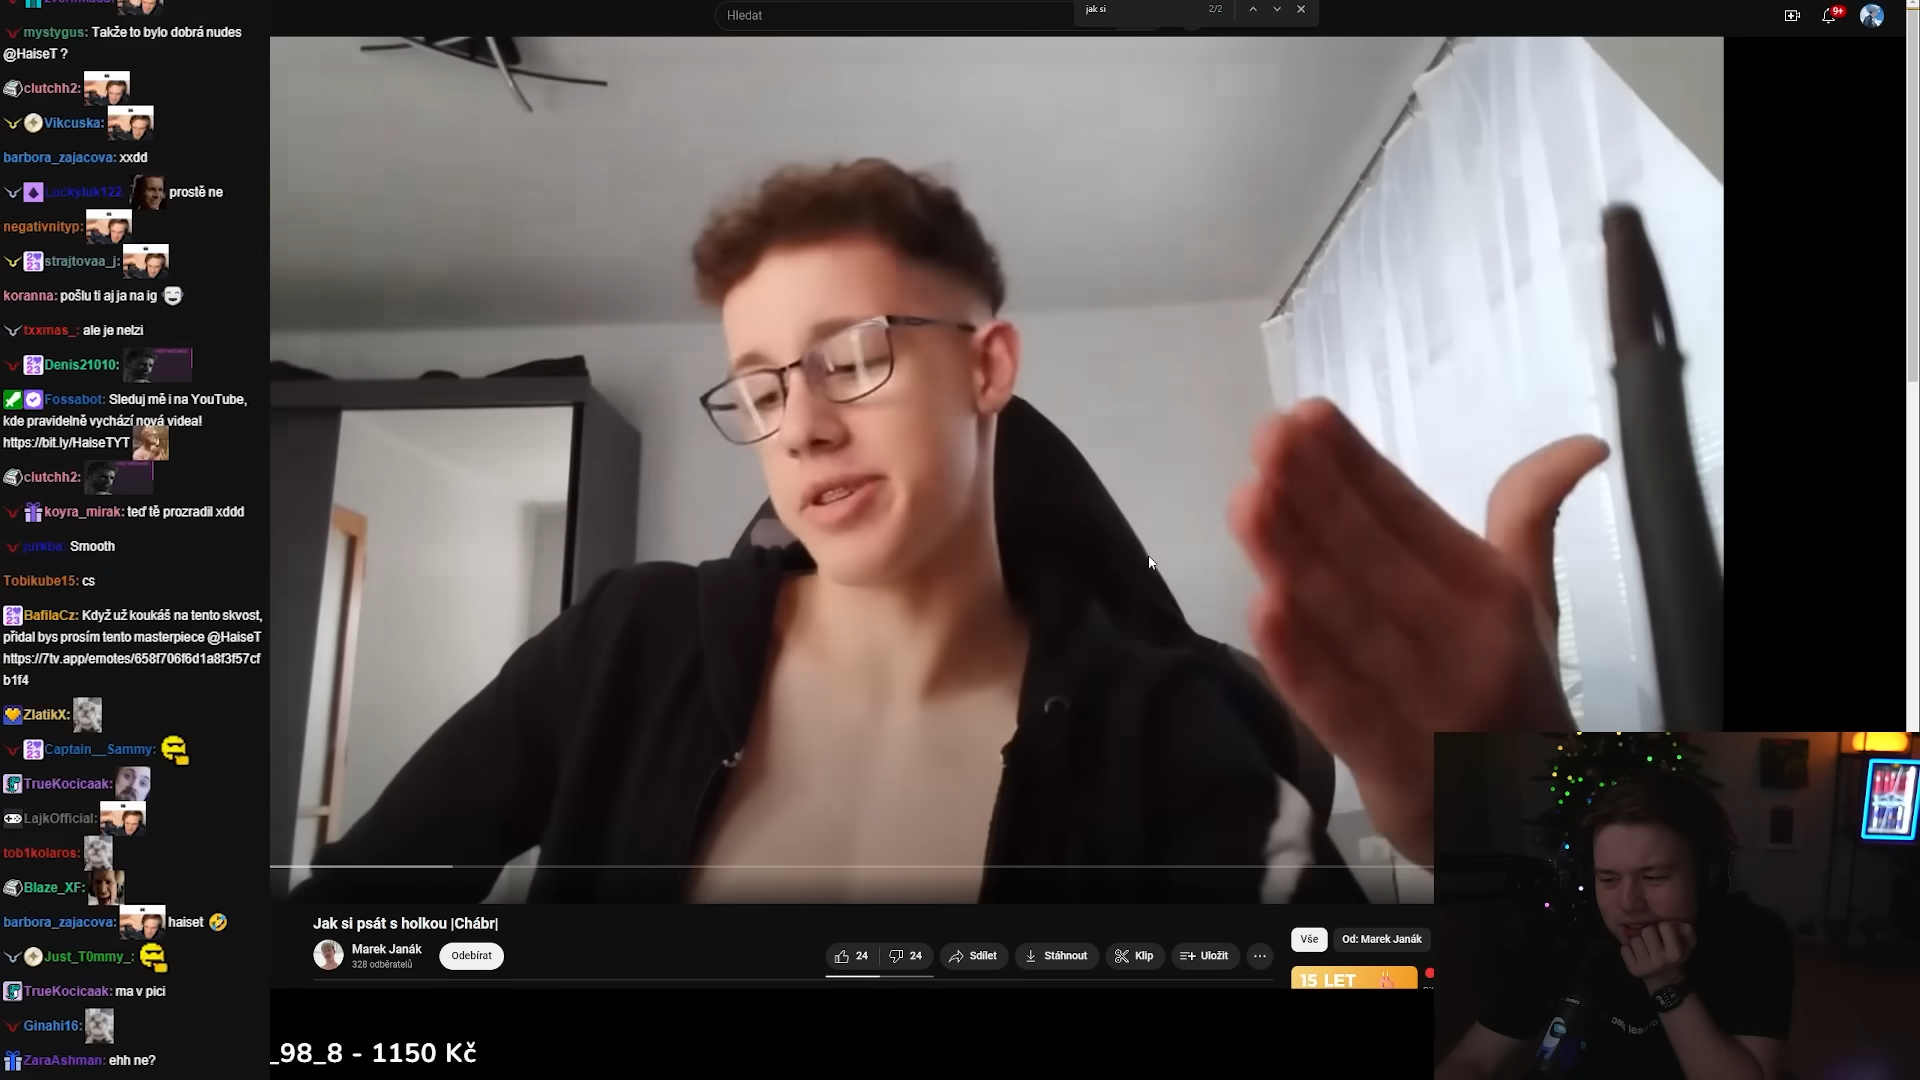 Hledat
jak si
2/2
9+
mystygus: Takže to bylo dobrá nudes
@HaiseT ?
clutchh2:
Vikcuska:
barbora_zajacova: xxdd
Luckyluk122 prostě ne
negativnityp:
strajtovaa_j:
koranna: pošlu ti aj ja na ig
txxmas_: ale je nelzi
Denis21010:
Fossabot: Sleduj mě i na YouTube,
kde pravidelně vychází nová videa!
https://bit.ly/HaiseTYT
clutchh2:
koyra_mirak: teď tě prozradil xddd
jurkba: Smooth
Tobikube15: cs
BafilaCz: Když už koukáš na tento skvost,
přidal bys prosím tento masterpiece @HaiseT
https://7tv.app/emotes/658f706f6d1a8f3f57cf
b1f4
ZlatikX:
Captain__Sammy:
TrueKocicaak:
LajkOfficial:
tob1kolaros:
Blaze_XF:
barbora_zajacova: haiset
Just_T0mmy_:
TrueKocicaak: ma v pici
Ginahi16:
ZaraAshman: ehh ne?
Jak si psát s holkou |Chábr|
Marek Janák
328 odběratelů
Odebírat
24
24
Sdílet
Stáhnout
Klip
Uložit
Vše
Od: Marek Janák
15 LET
_98_8 - 1150 Kč